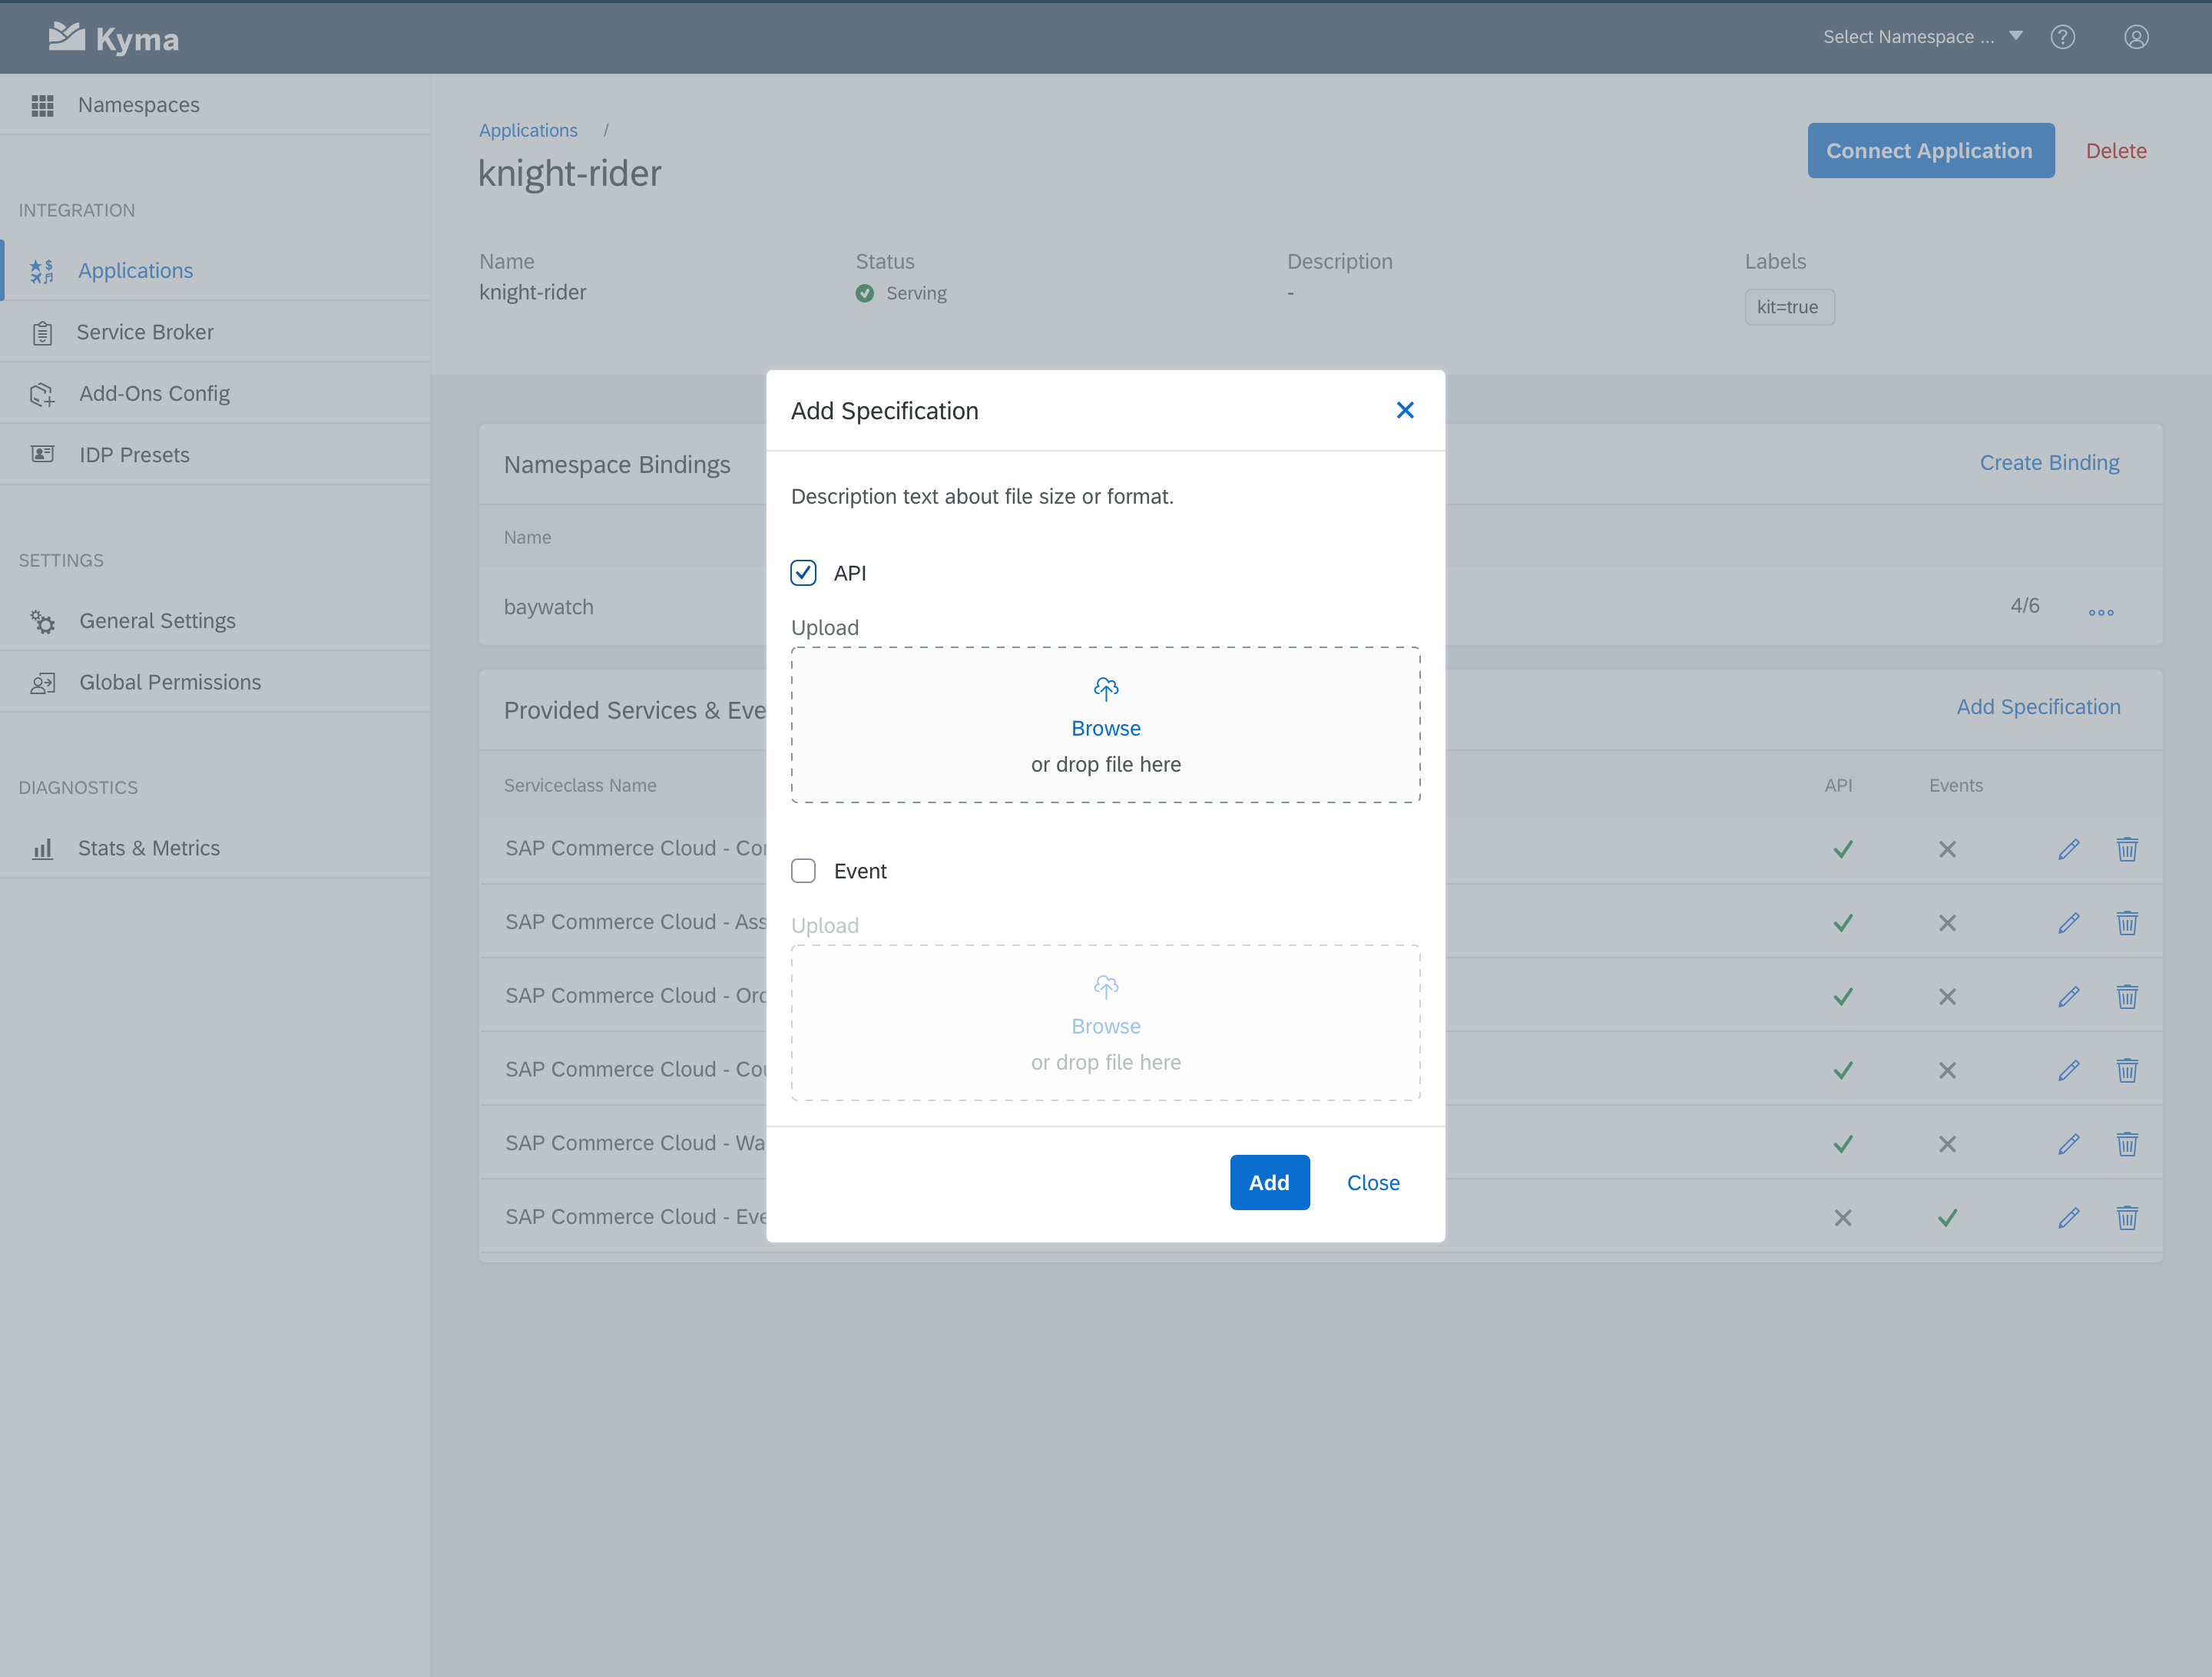 Kyma
Select Namespace ...
Namespaces
INTEGRATION
Applications
Service Broker
Add-Ons Config
IDP Presets
SETTINGS
General Settings
Global Permissions
DIAGNOSTICS
Stats & Metrics
Applications /
knight-rider
Connect Application
Delete
Name
knight-rider
Status
Serving
Description
-
Labels
kit=true
Namespace Bindings
Create Binding
Name
baywatch
4/6
Provided Services & Eve
Add Specification
Serviceclass Name
API
Events
SAP Commerce Cloud - Co
SAP Commerce Cloud - Ass
SAP Commerce Cloud - Ord
SAP Commerce Cloud - Cou
SAP Commerce Cloud - Wa
SAP Commerce Cloud - Eve
Add Specification
Description text about file size or format.
API
Upload
Browse
or drop file here
Event
Upload
Browse
or drop file here
Add
Close